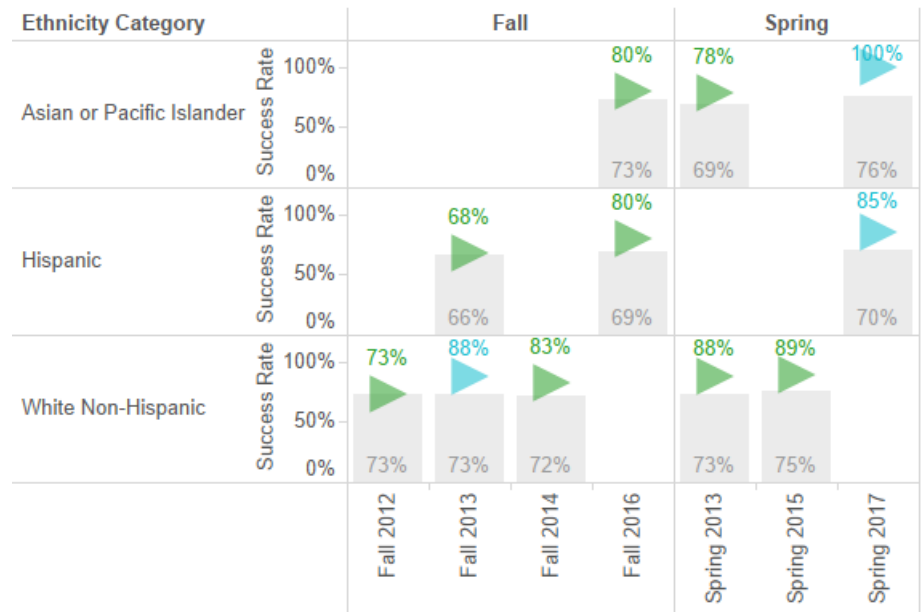 Ethnicity Category Fall Spring
80% 78% 100%
100%
Asian or Pacific Islander Success Rate 50%
0% 73% 69% 76%
68% 80% 85%
100%
Hispanic Success Rate 50%
0% 66% 69% 70%
73% 88% 83% 88% 89%
100%
White Non-Hispanic Success Rate 50%
0% 73% 73% 72% 73% 75%
Fall 2012 Fall 2013 Fall 2014 Fall 2016 Spring 2013 Spring 2015 Spring 2017